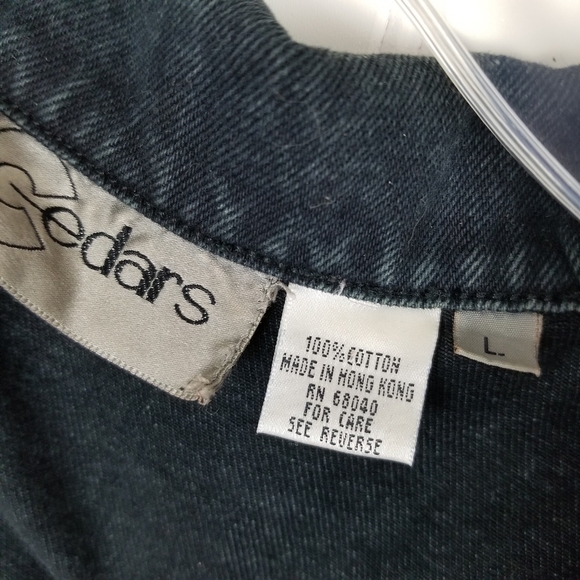 Cedars
100%COTTON
MADE IN HONG KONG
RN 68040
FOR CARE
SEE REVERSE
L.